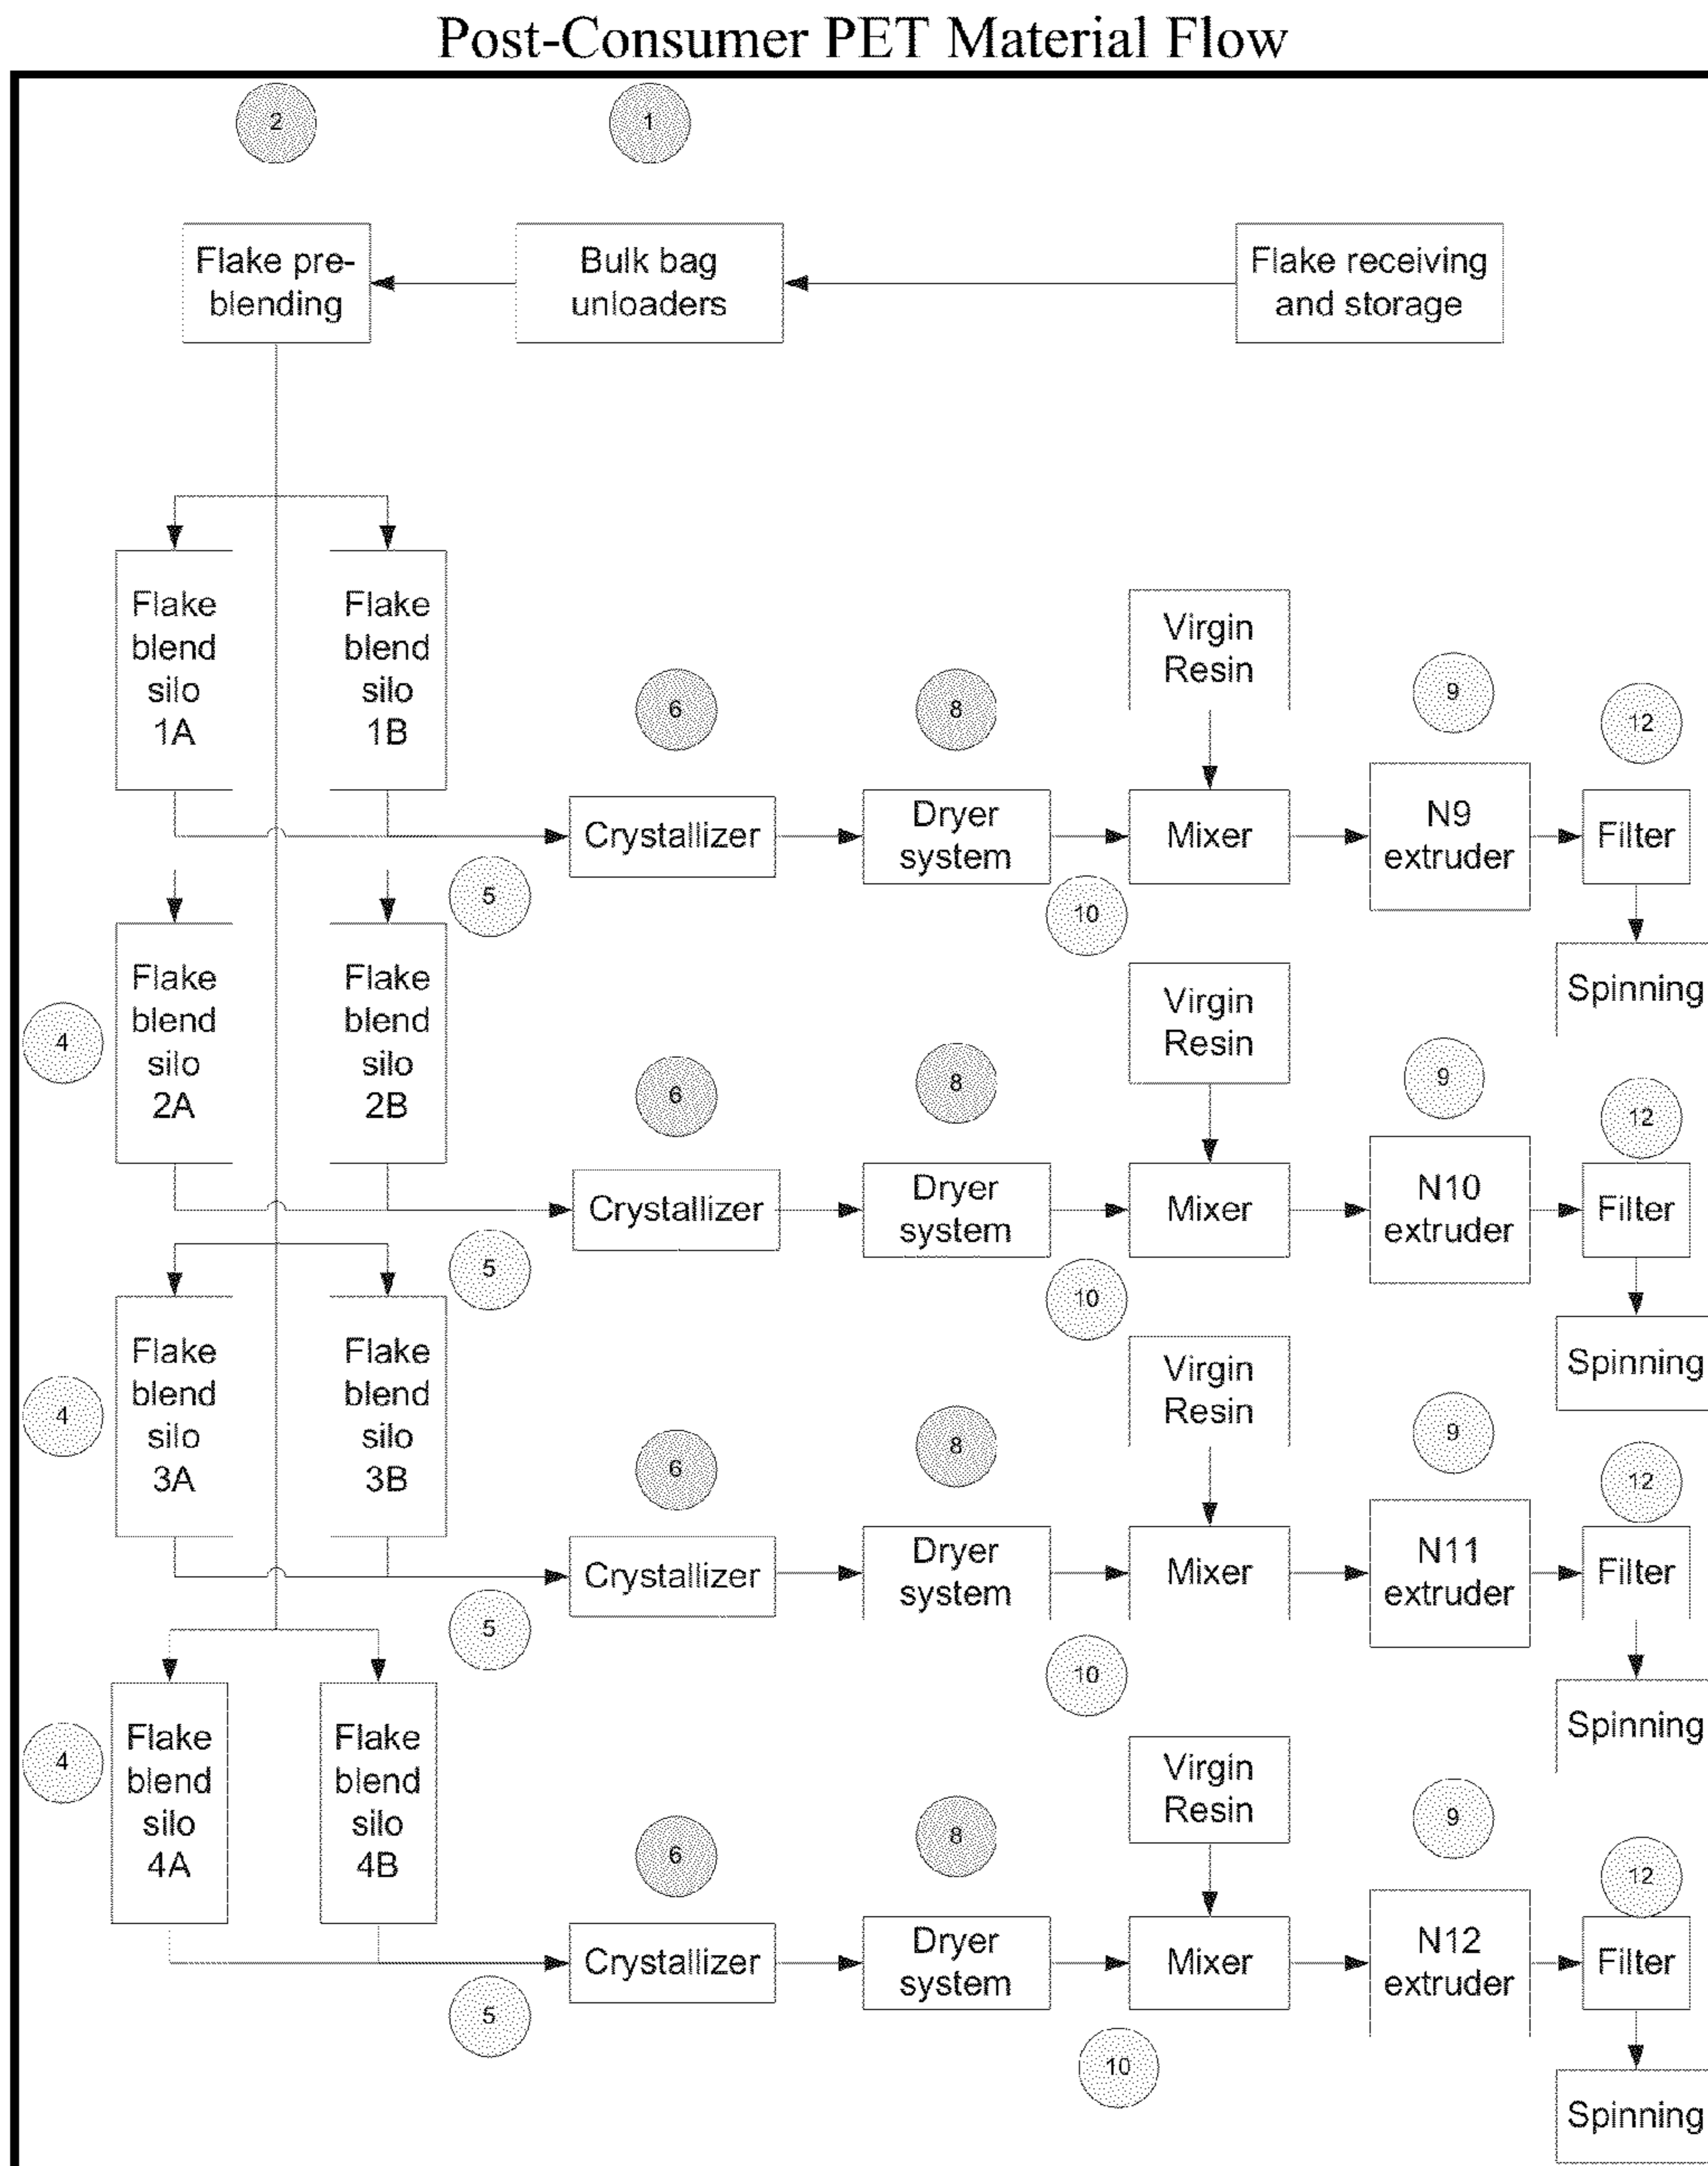 Post-Consumer PET Material Flow
2
1
Flake pre-
blending
Bulk bag
unloaders
Flake receiving
and storage
Flake
blend
silo
1A
Flake
blend
silo
1B
6
8
Virgin
Resin
9
12
Crystallizer
Dryer
system
Mixer
N9
extruder
Filter
5
10
Spinning
4
Flake
blend
silo
2A
Flake
blend
silo
2B
6
8
Virgin
Resin
9
12
Crystallizer
Dryer
system
Mixer
N10
extruder
Filter
5
10
Spinning
4
Flake
blend
silo
3A
Flake
blend
silo
3B
6
8
Virgin
Resin
9
12
Crystallizer
Dryer
system
Mixer
N11
extruder
Filter
5
10
Spinning
4
Flake
blend
silo
4A
Flake
blend
silo
4B
6
8
Virgin
Resin
9
12
Crystallizer
Dryer
system
Mixer
N12
extruder
Filter
5
10
Spinning